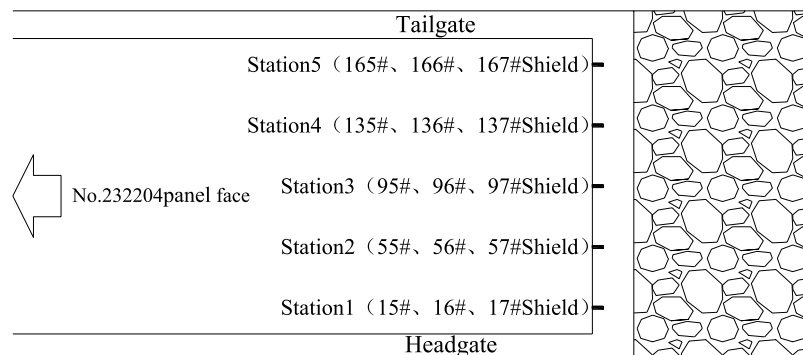 Tailgate
Station5（165#、166#、167#Shield）
Station4（135#、136#、137#Shield）
Station3（95#、96#、97#Shield）
No.232204panel face
Station2（55#、56#、57#Shield）
Station1（15#、16#、17#Shield）
Headgate